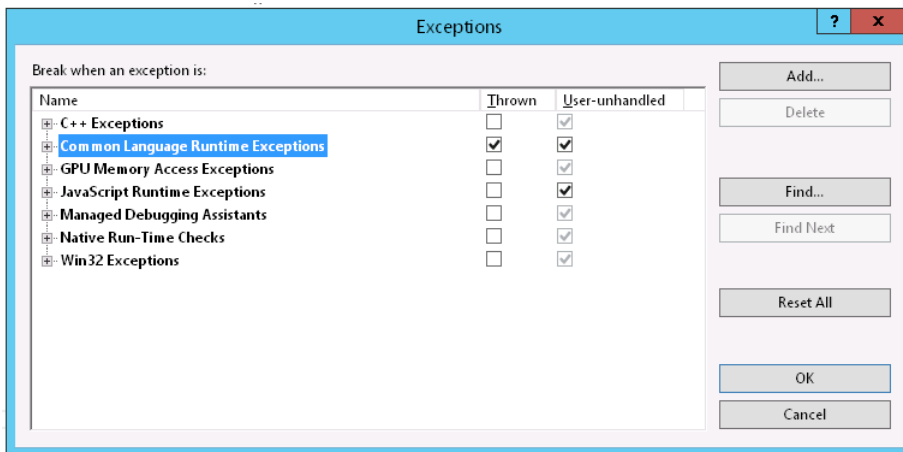 Exceptions
? x
Break when an exception is:
Add...
Name Thrown User-unhandled
Delete
C++ Exceptions
Common Language Runtime Exceptions
GPU Memory Access Exceptions
JavaScript Runtime Exceptions
Find...
Managed Debugging Assistants
Find Next
Native Run-Time Checks
Win32 Exceptions
Reset All
OK
Cancel